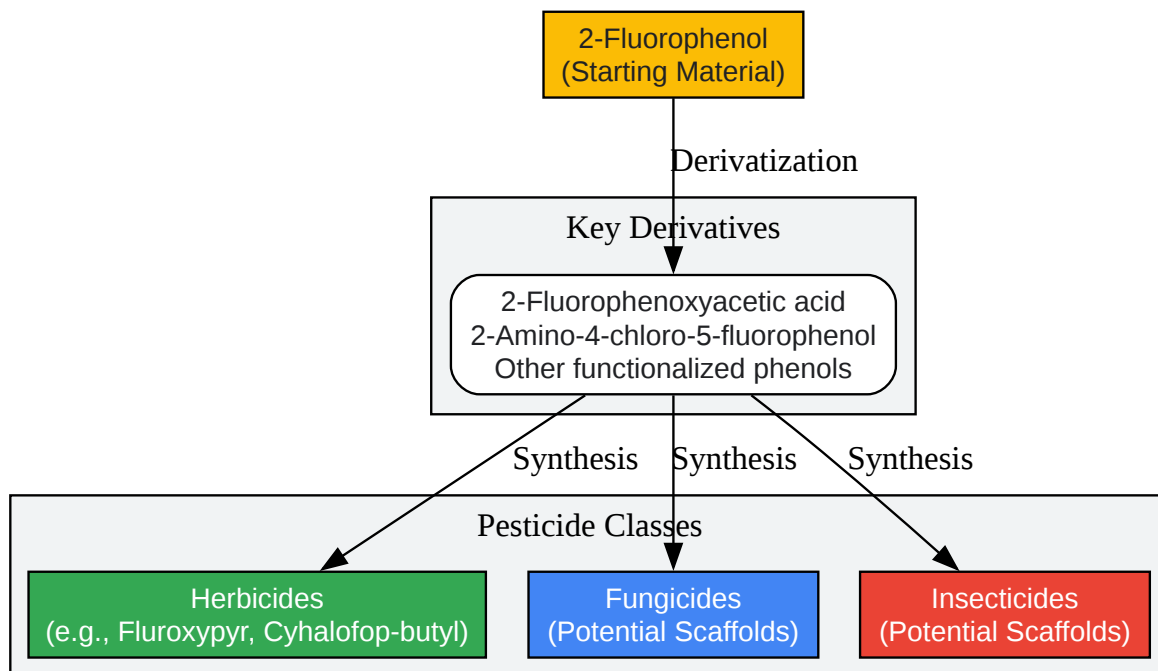 2-Fluorophenol
(Starting Material)
Derivatization
Key Derivatives
2-Fluorophenoxyacetic acid
2-Amino-4-chloro-5-fluorophenol
Other functionalized phenols
Synthesis
Synthesis
Synthesis
Pesticide Classes
Herbicides
(e.g., Fluroxypyr, Cyhalofop-butyl)
Fungicides
(Potential Scaffolds)
Insecticides
(Potential Scaffolds)